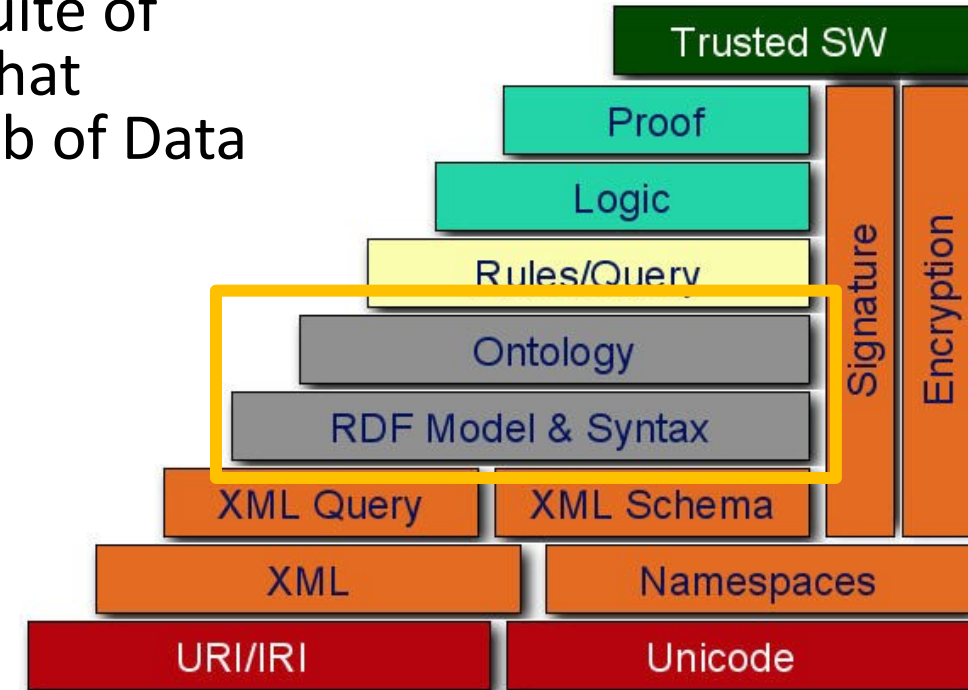 hat
b of Data
Trusted SW
Proof
Logic
Rules/Query
Ontology
RDF Model & Syntax
Signature
Encryption
XML Query
XML Schema
XML
Namespaces
URI/IRI
Unicode